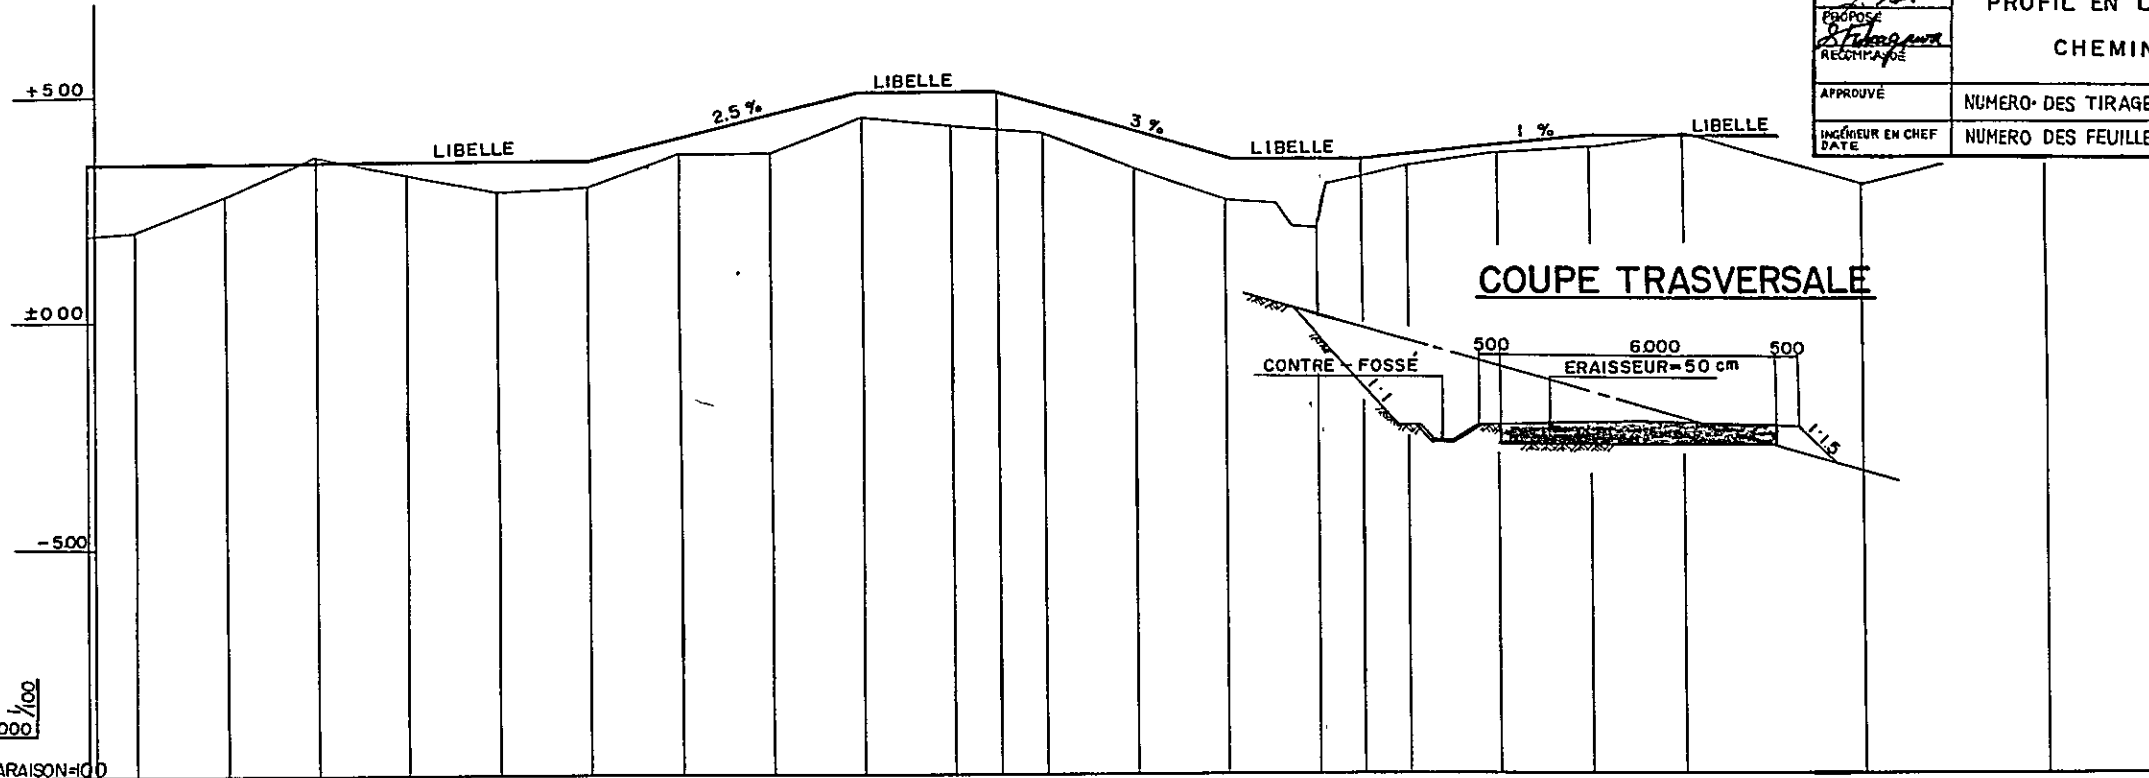 PROPOSÉ
RECOMMANDÉ
APPROUVÉ
INGÉNIEUR EN CHEF
DATE
PROFIL EN
CHEMIN
NUMERO DES TIRAGE
NUMERO DES FEUILLE
+5.00
±0.00
-5.00
LIBELLE
2.5 %
LIBELLE
3 %
LIBELLE
1 %
LIBELLE
COUPE TRASVERSALE
500
6.000
500
CONTRE-FOSSÉ
ERAISSEUR=50 cm
1:1
1:1.5
1/100
000
ARAISON=100